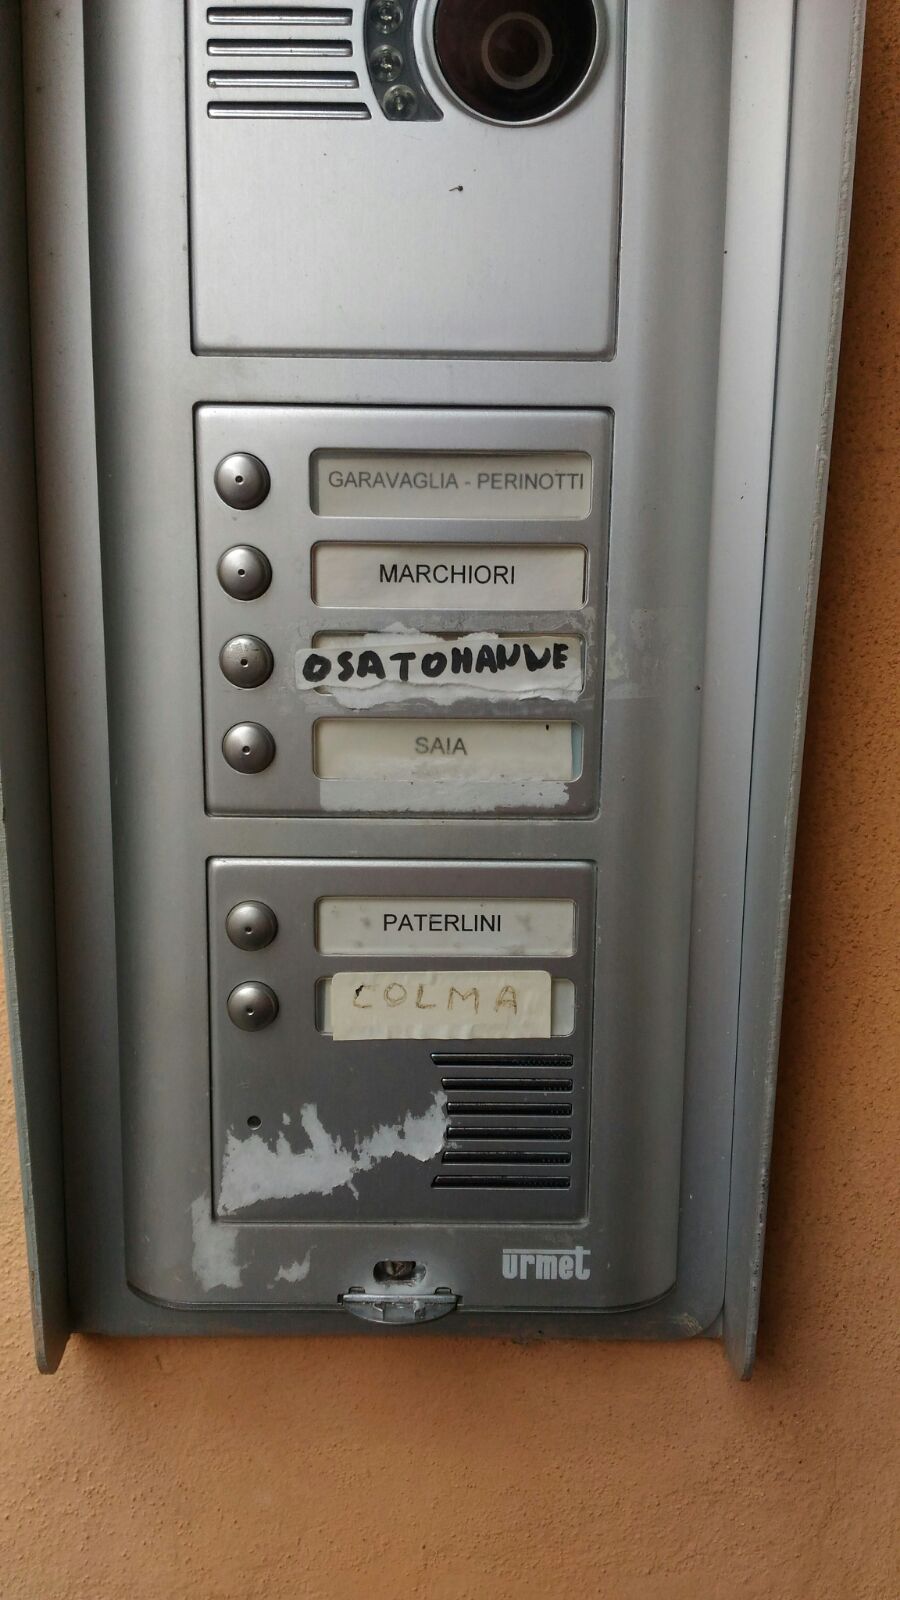 GARAVAGLIA - PERINOTTI
MARCHIORI
OSATOHANWE
SAIA
PATERLINI
COLMA
urmet